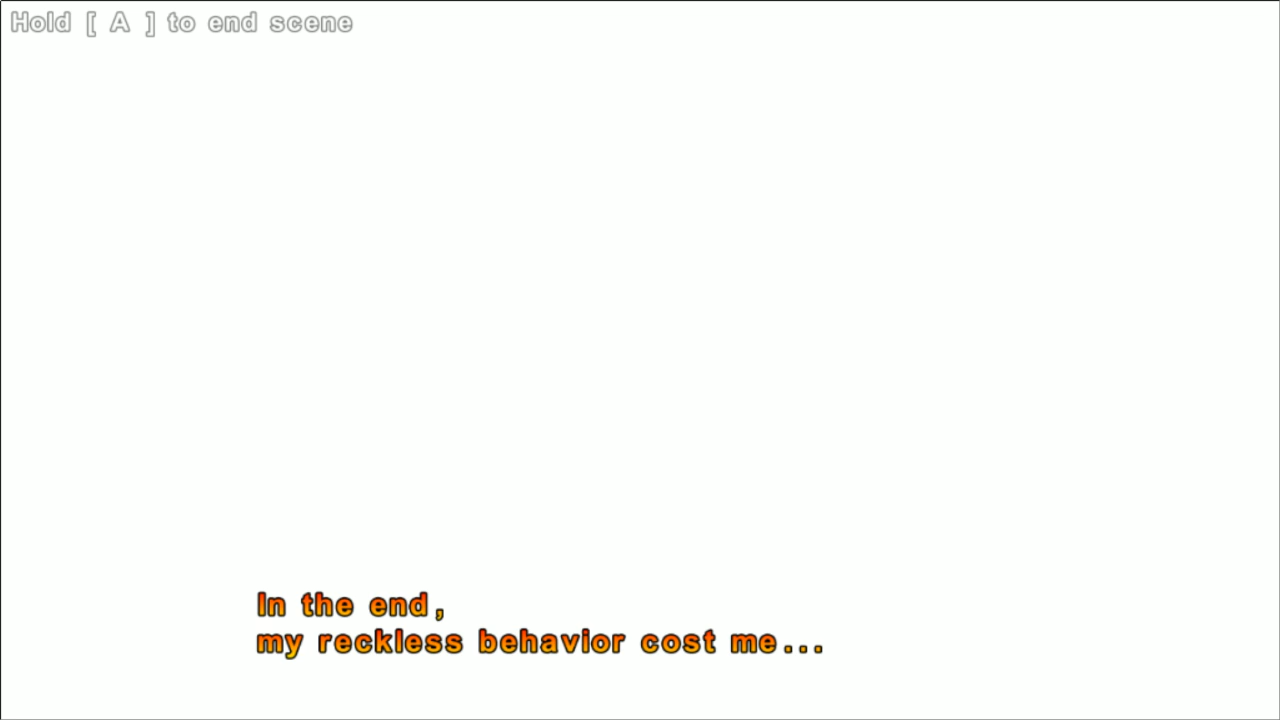 Hold [ A ] to end scene
In the end,
my reckless behavior cost me...